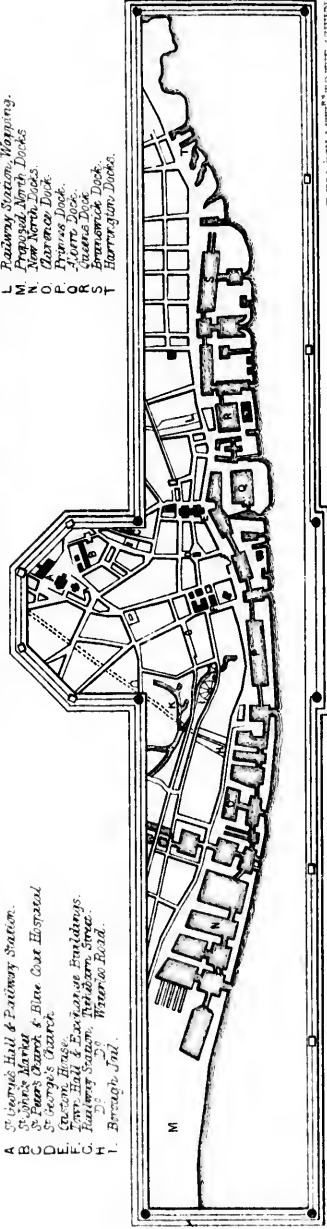 A St George's Hall & Railway Station.
B St John's Market
C St Peter's Church & Blue Coat Hospital
D St George's Church
E. Custom House.
F. Town Hall & Exchange Buildings.
G. Railway Station, Tithebarn Street.
H Do Do Waterloo Road.
I. Borough Jail.
L Railway Station, Wapping.
M. Proposed North Docks
N. New North Docks.
O. Clarence Dock.
P. Princes Dock.
Q Albert Dock.
R Queens Dock.
S Brunswick Dock.
T Harrington Docks.
A
B
K
L
M
N
O
P
Q
R
S
T